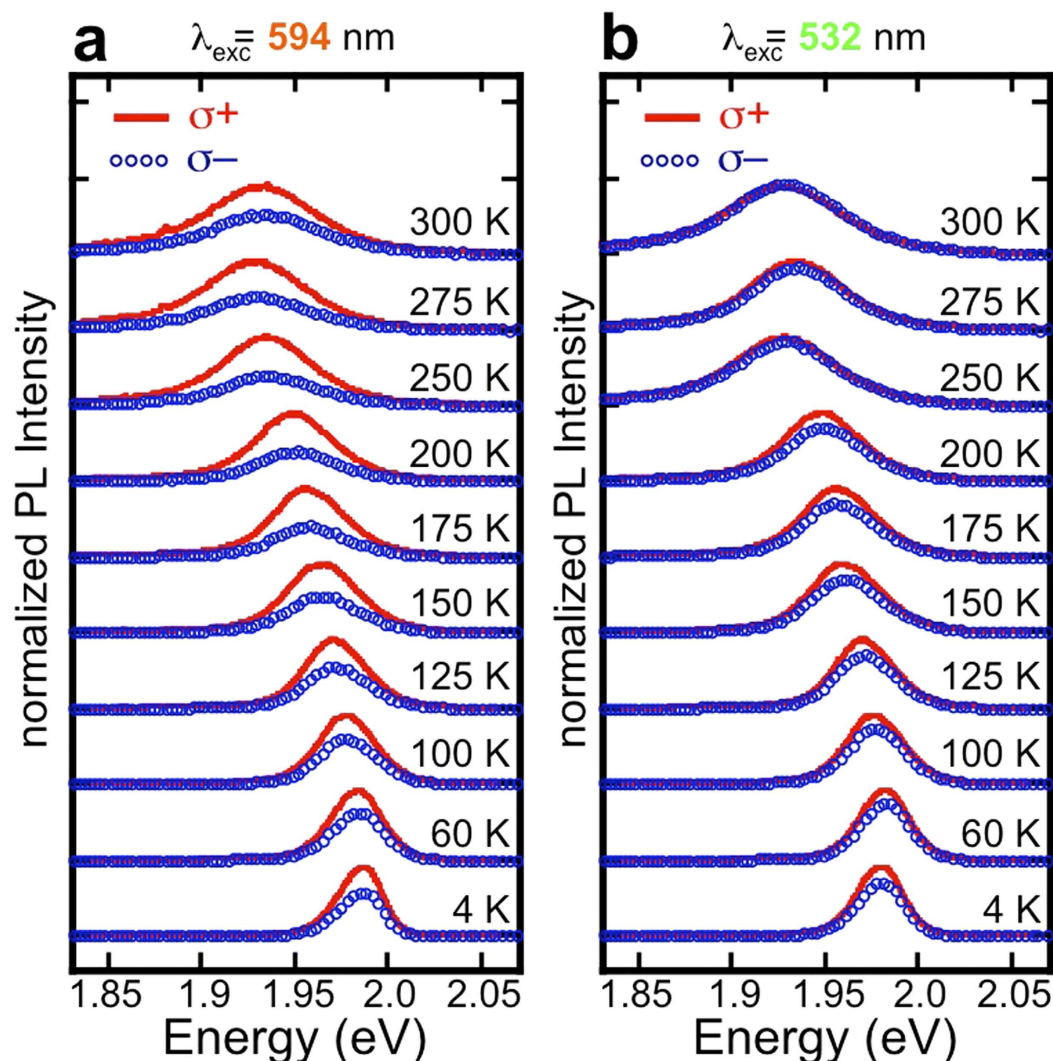 a
λexc= 594 nm
σ+
σ–
300 K
275 K
250 K
200 K
175 K
150 K
125 K
100 K
60 K
4 K
normalized PL Intensity
1.85 1.9 1.95 2.0 2.05
Energy (eV)
b
λexc= 532 nm
σ+
σ–
300 K
275 K
250 K
200 K
175 K
150 K
125 K
100 K
60 K
4 K
normalized PL Intensity
1.85 1.9 1.95 2.0 2.05
Energy (eV)